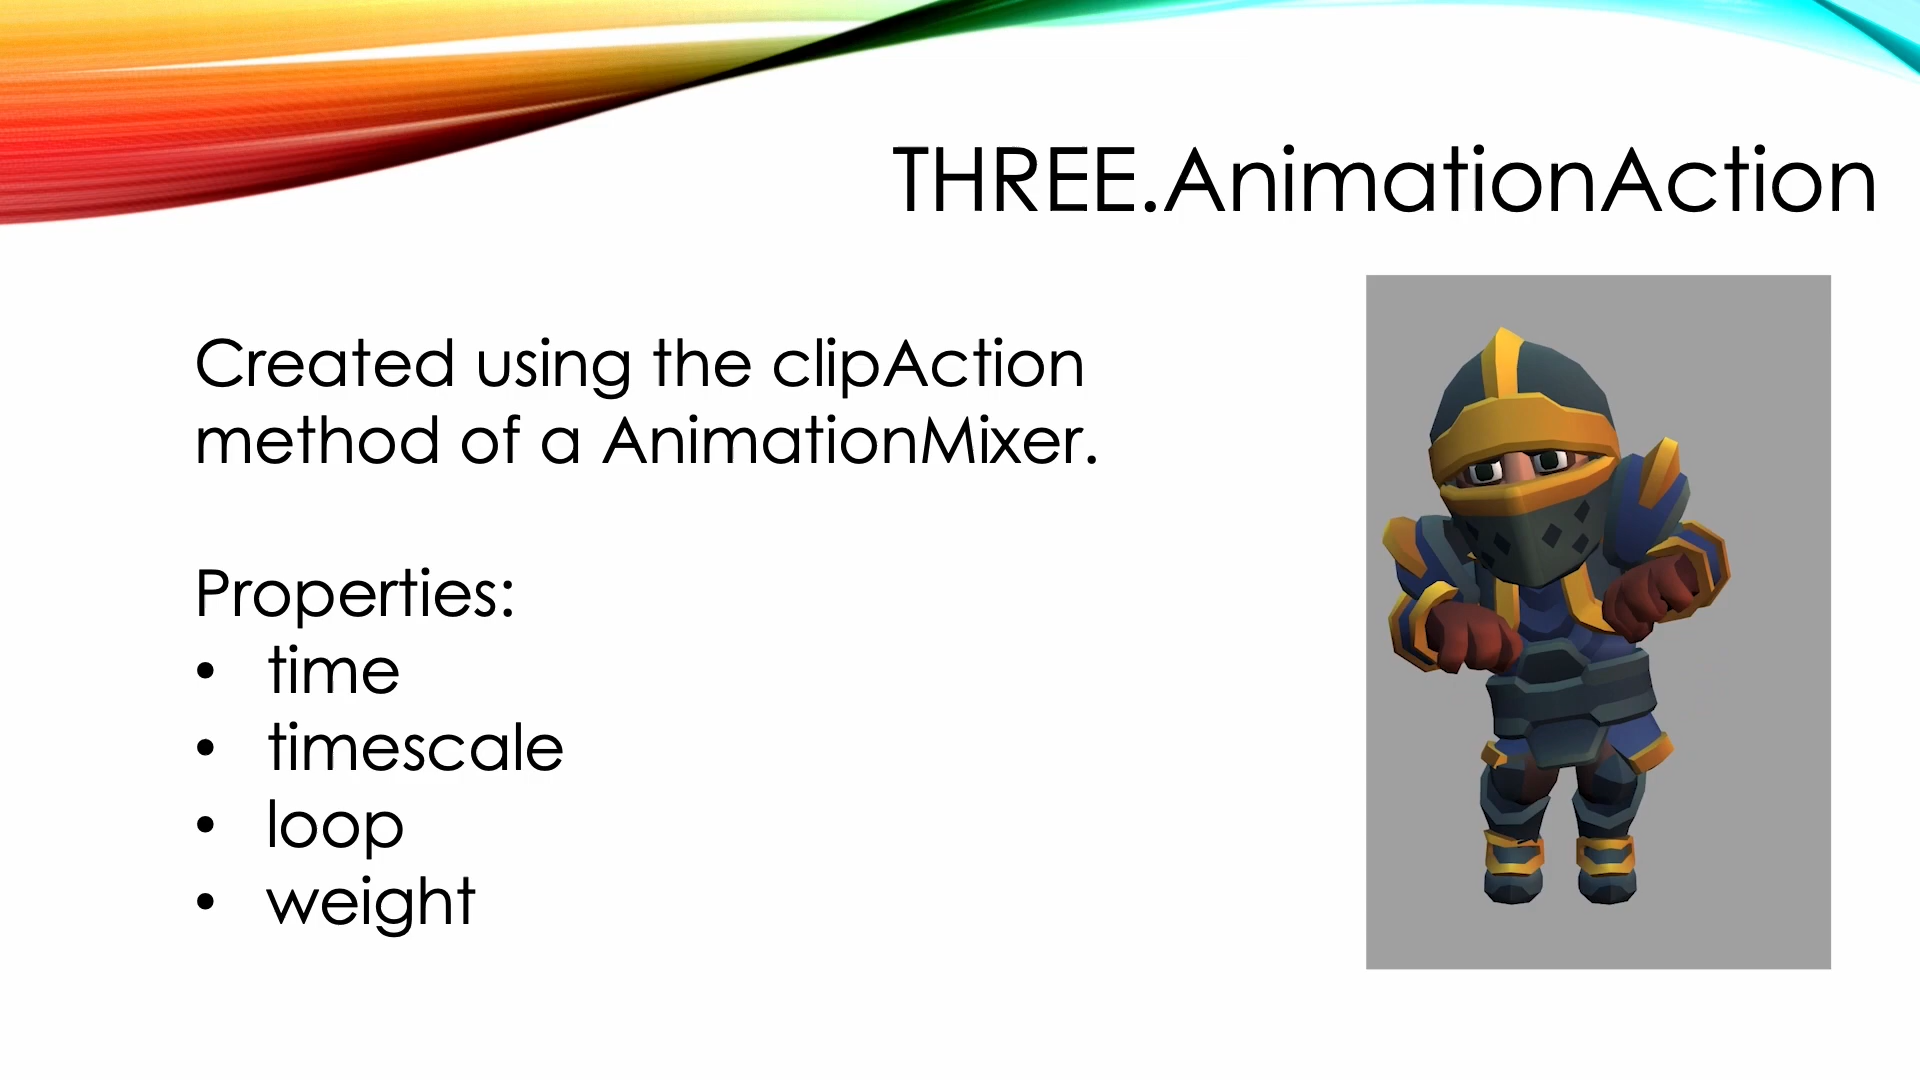 THREE.AnimationAction
Created using the clipAction
method of a AnimationMixer.
Properties:
• time
• timescale
• loop
• weight